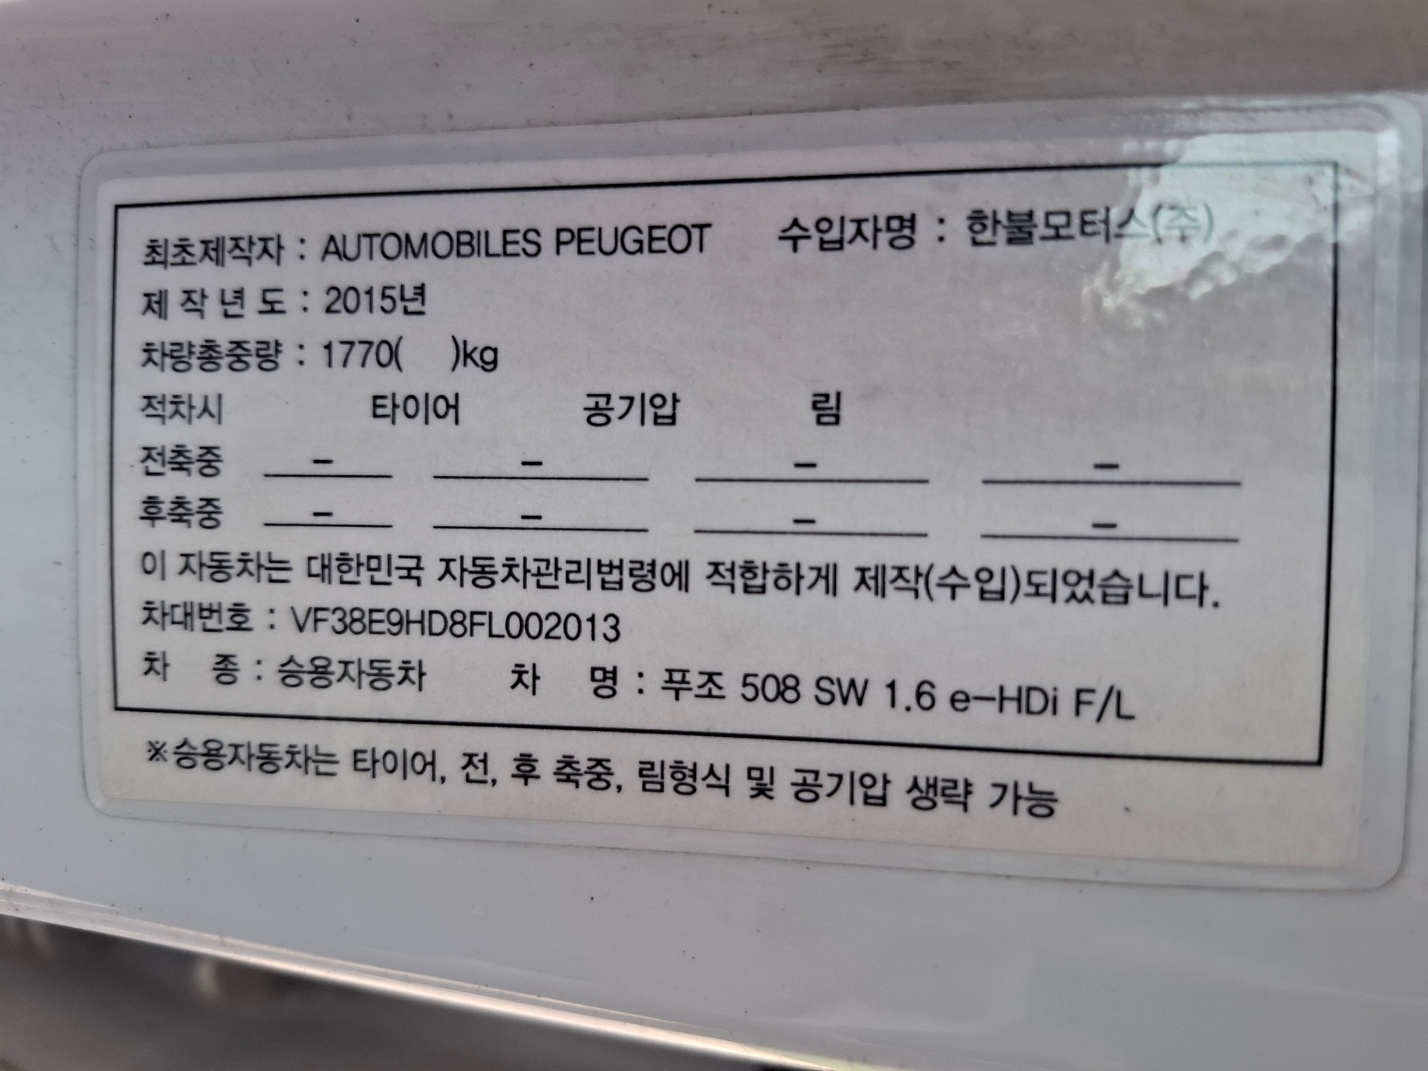 최초제작자 : AUTOMOBILES PEUGEOT 수입자명 : 한불모터스(주)
제 작 년 도 : 2015년
차량총중량 : 1770( )kg
적차시 타이어 공기압 림
전축중 – – – –
후축중 – – – –
이 자동차는 대한민국 자동차관리법령에 적합하게 제작(수입)되었습니다.
차대번호 : VF38E9HD8FL002013
차 종 : 승용자동차 차 명 : 푸조 508 SW 1.6 e-HDi F/L
※승용자동차는 타이어, 전, 후 축중, 림형식 및 공기압 생략 가능